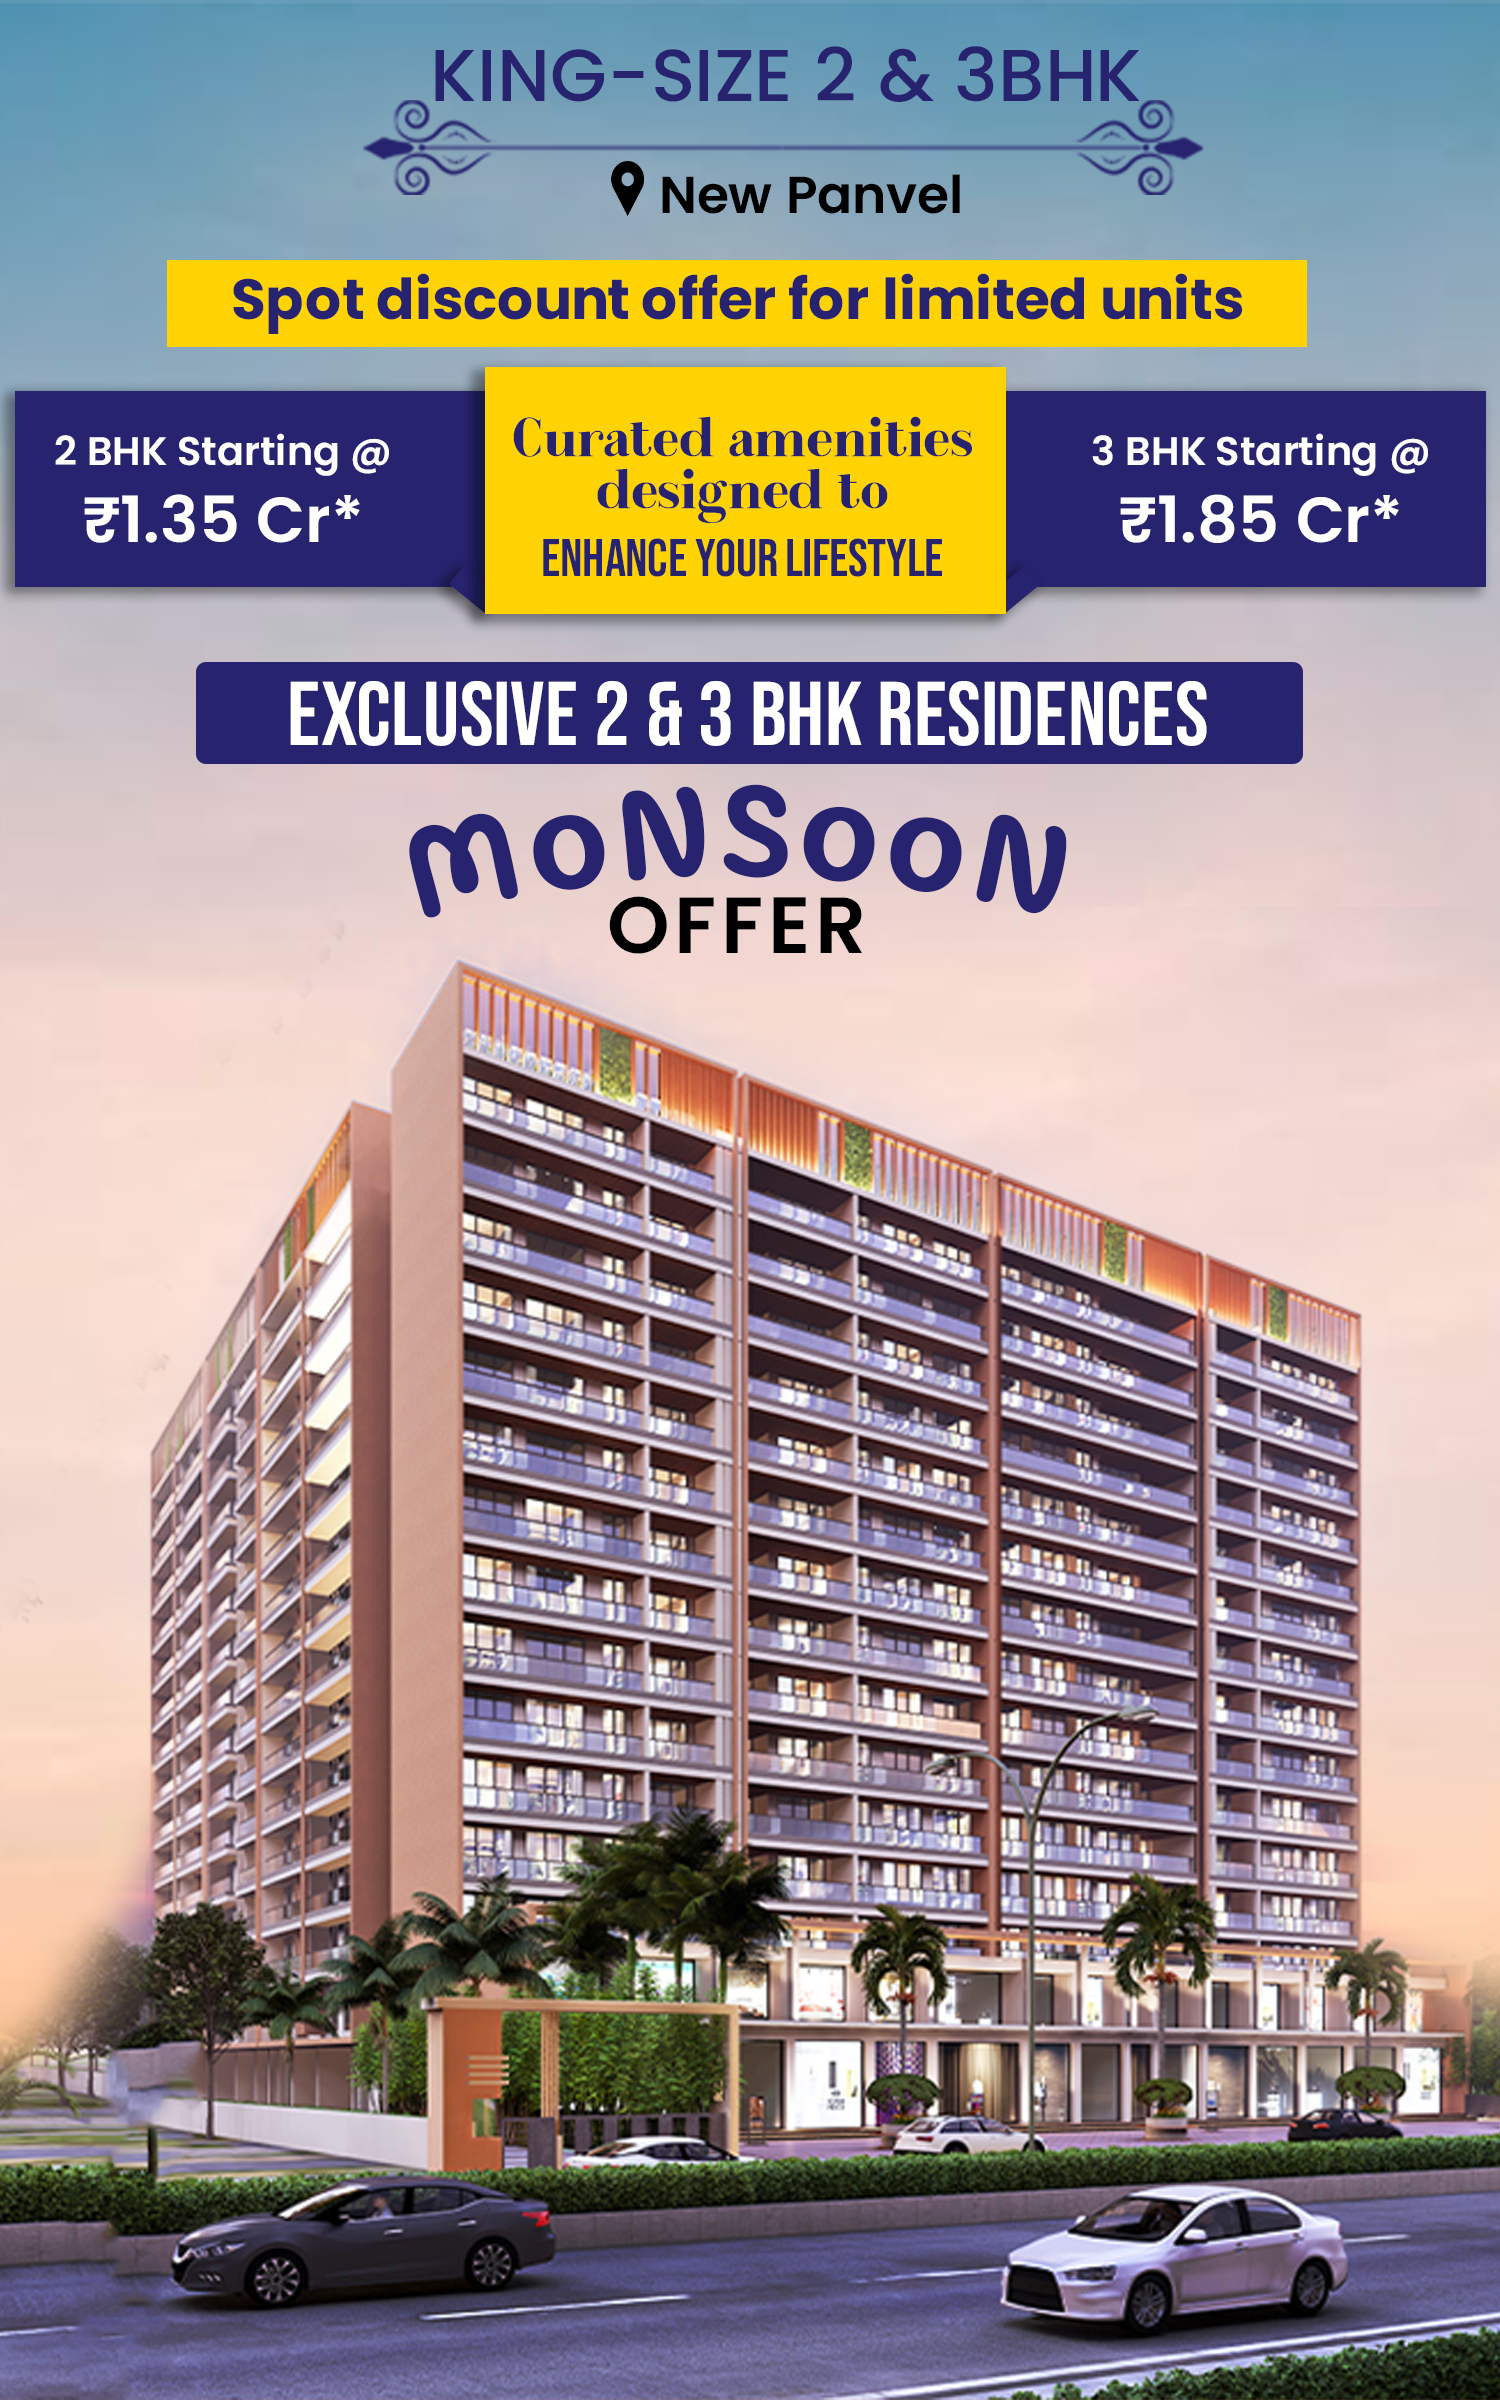 KING-SIZE 2 & 3BHK
New Panvel
Spot discount offer for limited units
2 BHK Starting @
₹1.35 Cr*
Curated amenities
designed to
ENHANCE YOUR LIFESTYLE
3 BHK Starting @
₹1.85 Cr*
EXCLUSIVE 2 & 3 BHK RESIDENCES
MONSOON
OFFER